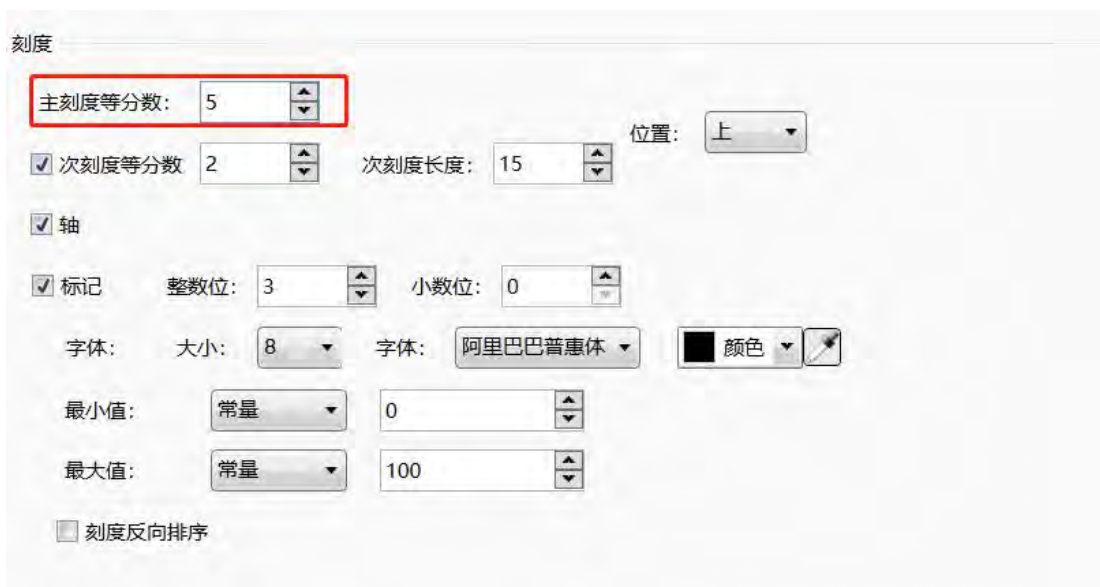 刻度
主刻度等分数： 5
位置： 上
次刻度等分数 2 次刻度长度： 15
轴
标记 整数位： 3 小数位： 0
字体： 大小： 8 字体： 阿里巴巴普惠体 颜色
最小值： 常量 0
最大值： 常量 100
刻度反向排序